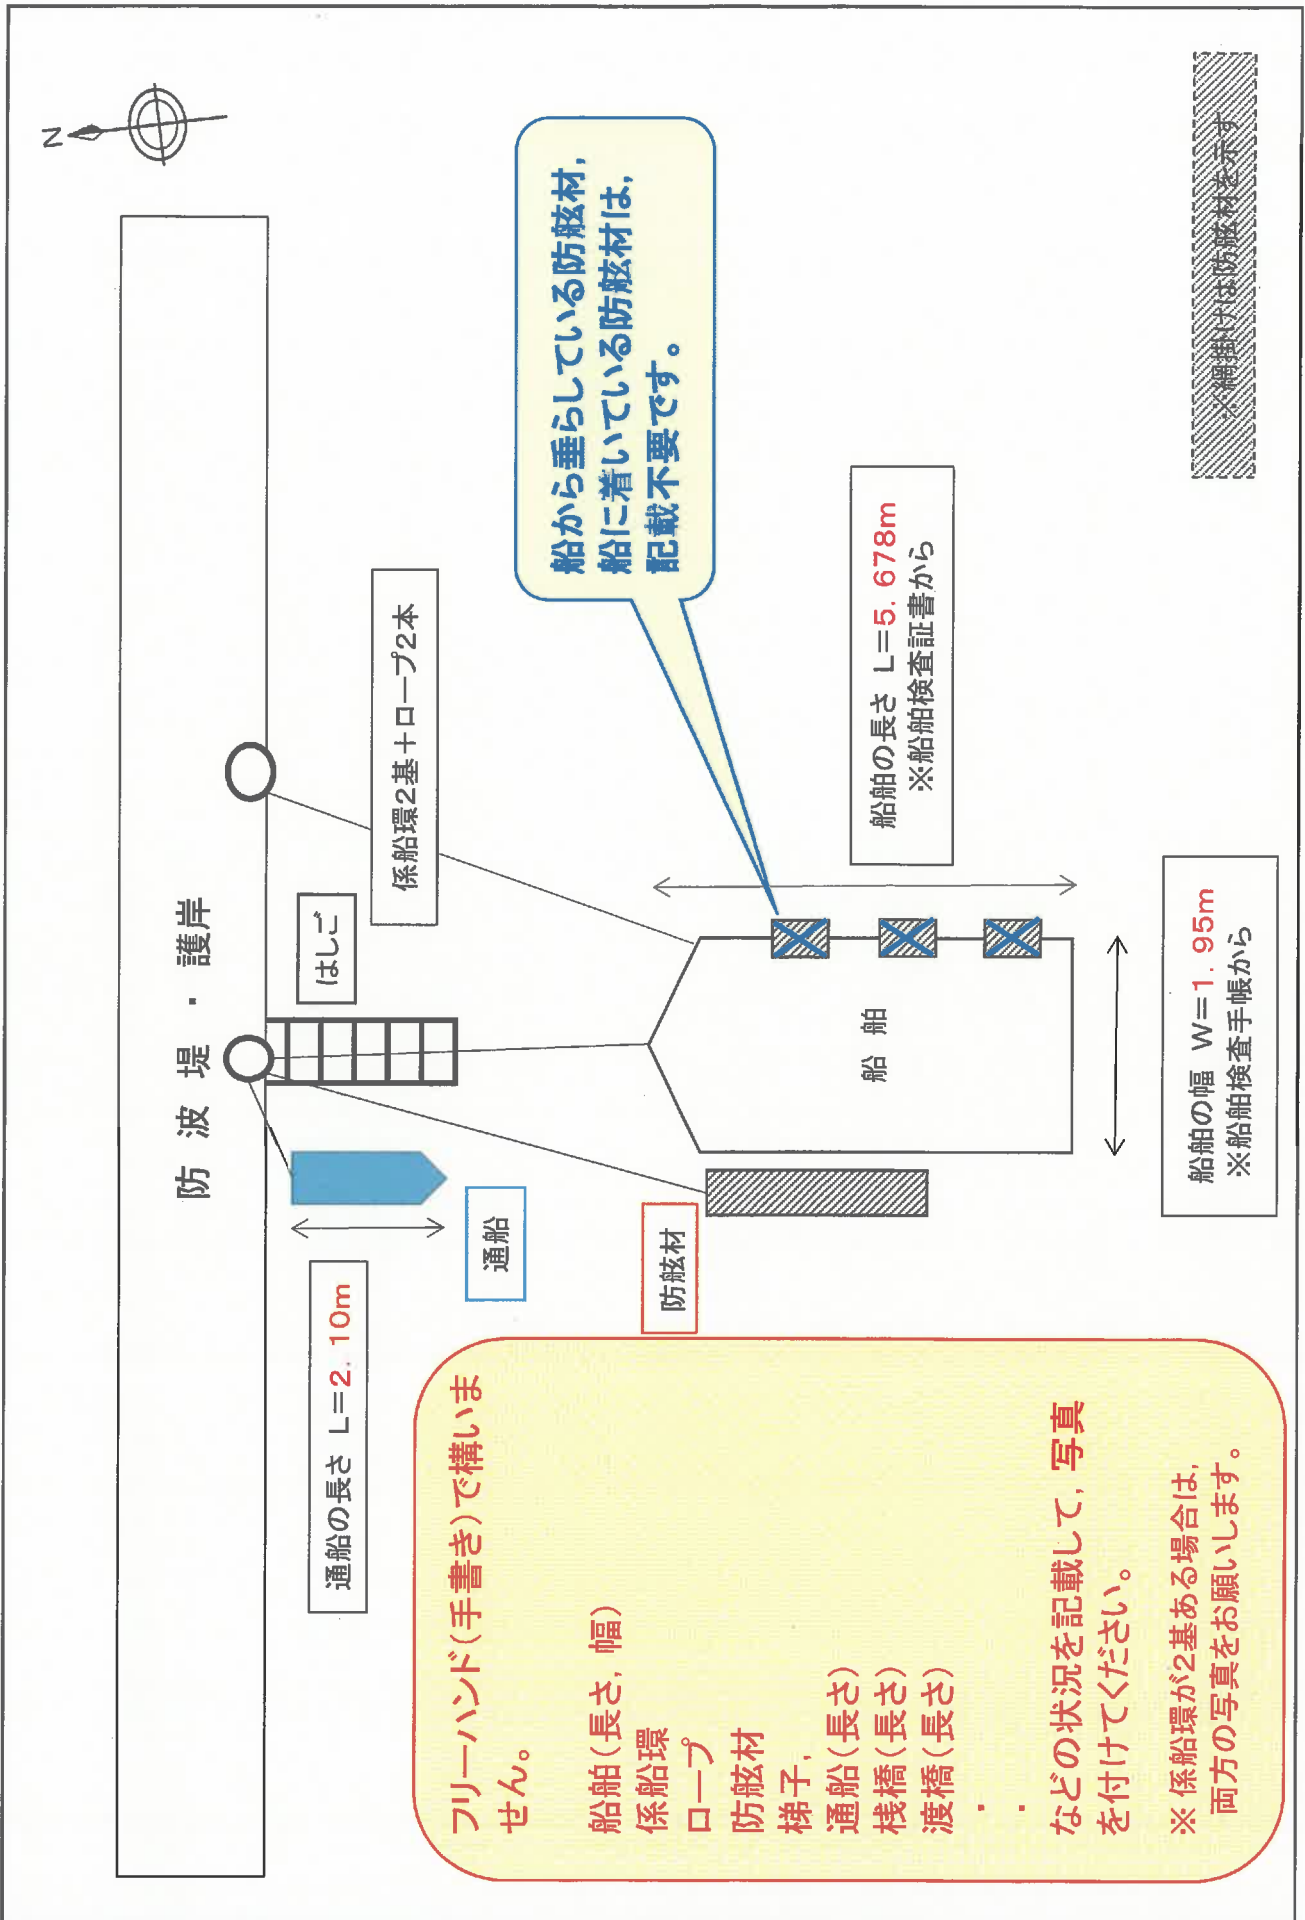 N
防 波 堤 ・ 護岸
はしご
係船環2基＋ロープ2本
船から垂らしている防舷材，
船に着いている防舷材は，
記載不要です。
通船の長さ L＝2．10m
通船
防舷材
船 舶
船舶の長さ L＝5．678m
※船舶検査証書から
船舶の幅 W＝1．95m
※船舶検査手帳から
※網掛けは防舷材を示す
フリーハンド（手書き）で構いま
せん。
船舶（長さ，幅）
係船環
ロープ
防舷材
梯子，
通船（長さ）
桟橋（長さ）
渡橋（長さ）
・
・
などの状況を記載して，写真
を付けてください。
※ 係船環が2基ある場合は，
両方の写真をお願いします。